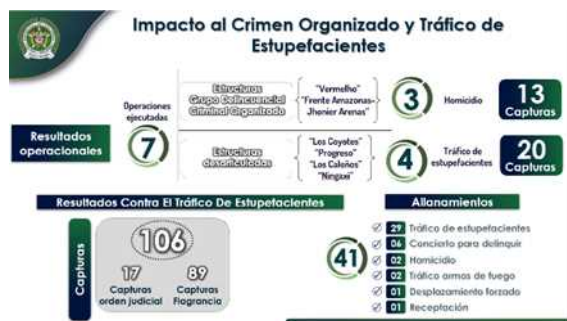 Impacto al Crimen Organizado y Tráfico de
Estupefacientes
Resultados
operacionales
Operaciones
ejecutadas
7
Estructuras
Grupo Delincuencial
Criminal Organizado
"Vermelho"
"Frente Amazonas-
Jhonier Arenas"
3
Homicidio
13
Capturas
Estructuras
desarticuladas
"Los Coyotes"
"Progreso"
"Los Caleños"
"Ningaxi"
4
Tráfico de
estupefacientes
20
Capturas
Resultados Contra El Tráfico De Estupefacientes
Capturas
106
17
Capturas
orden judicial
89
Capturas
Flagrancia
Allanamientos
41
29 Tráfico de estupefacientes
06 Concierto para delinquir
02 Homicidio
02 Tráfico armas de fuego
01 Desplazamiento forzado
01 Receptación